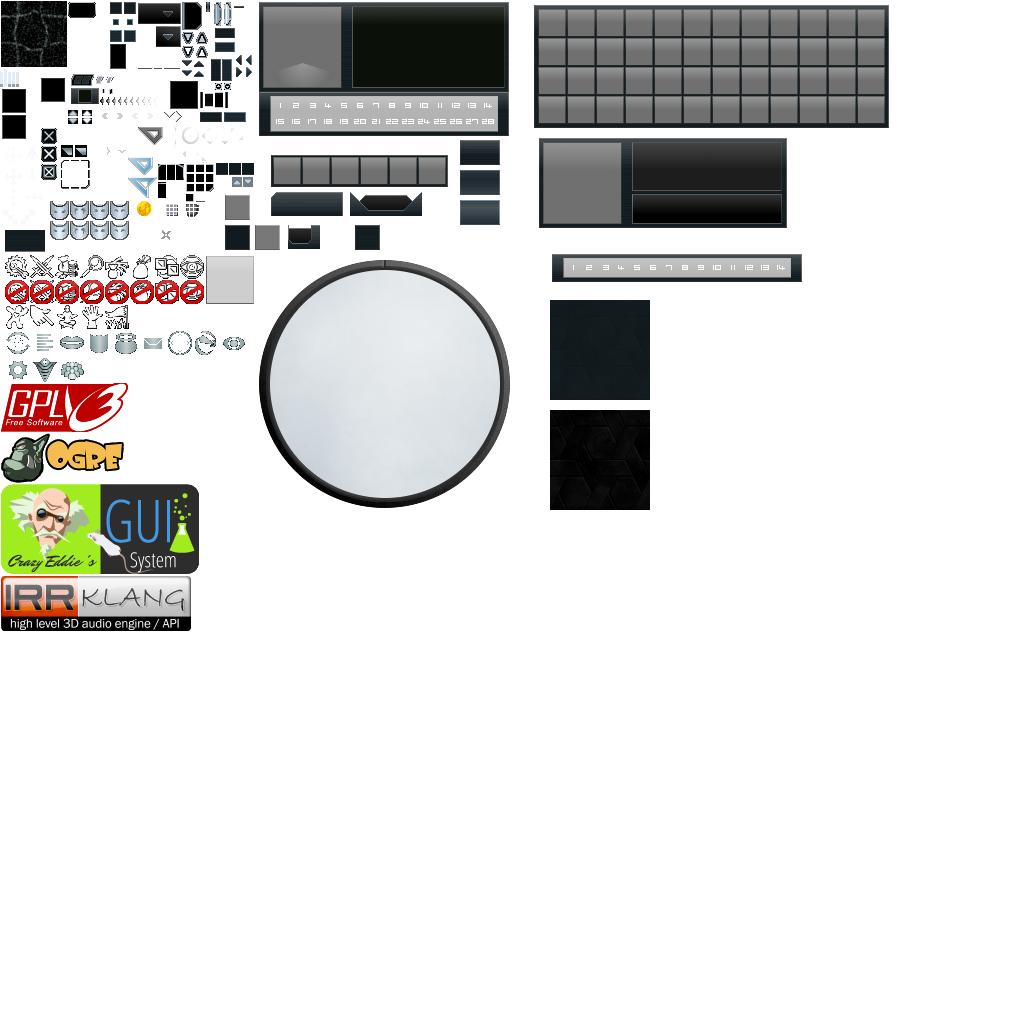 1 2 3 4 5 6 7 8 9 10 11 12 13 14
15 16 17 18 19 20 21 22 23 24 25 26 27 28
1 2 3 4 5 6 7 8 9 10 11 12 13 14
GPL 3
Free Software
OGRE
GUI
Crazy Eddie's System
IRR KLANG
high level 3D audio engine / API